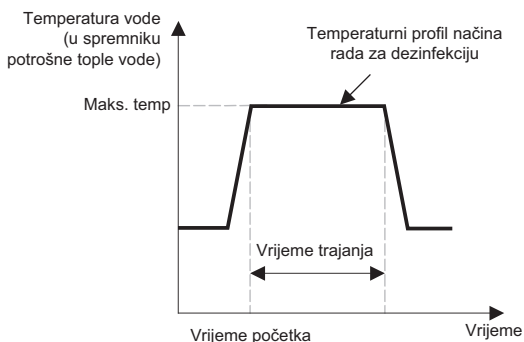 Temperatura vode
(u spremniku
potrošne tople vode)
Temperaturni profil načina
rada za dezinfekciju
Maks. temp
Vrijeme trajanja
Vrijeme početka
Vrijeme